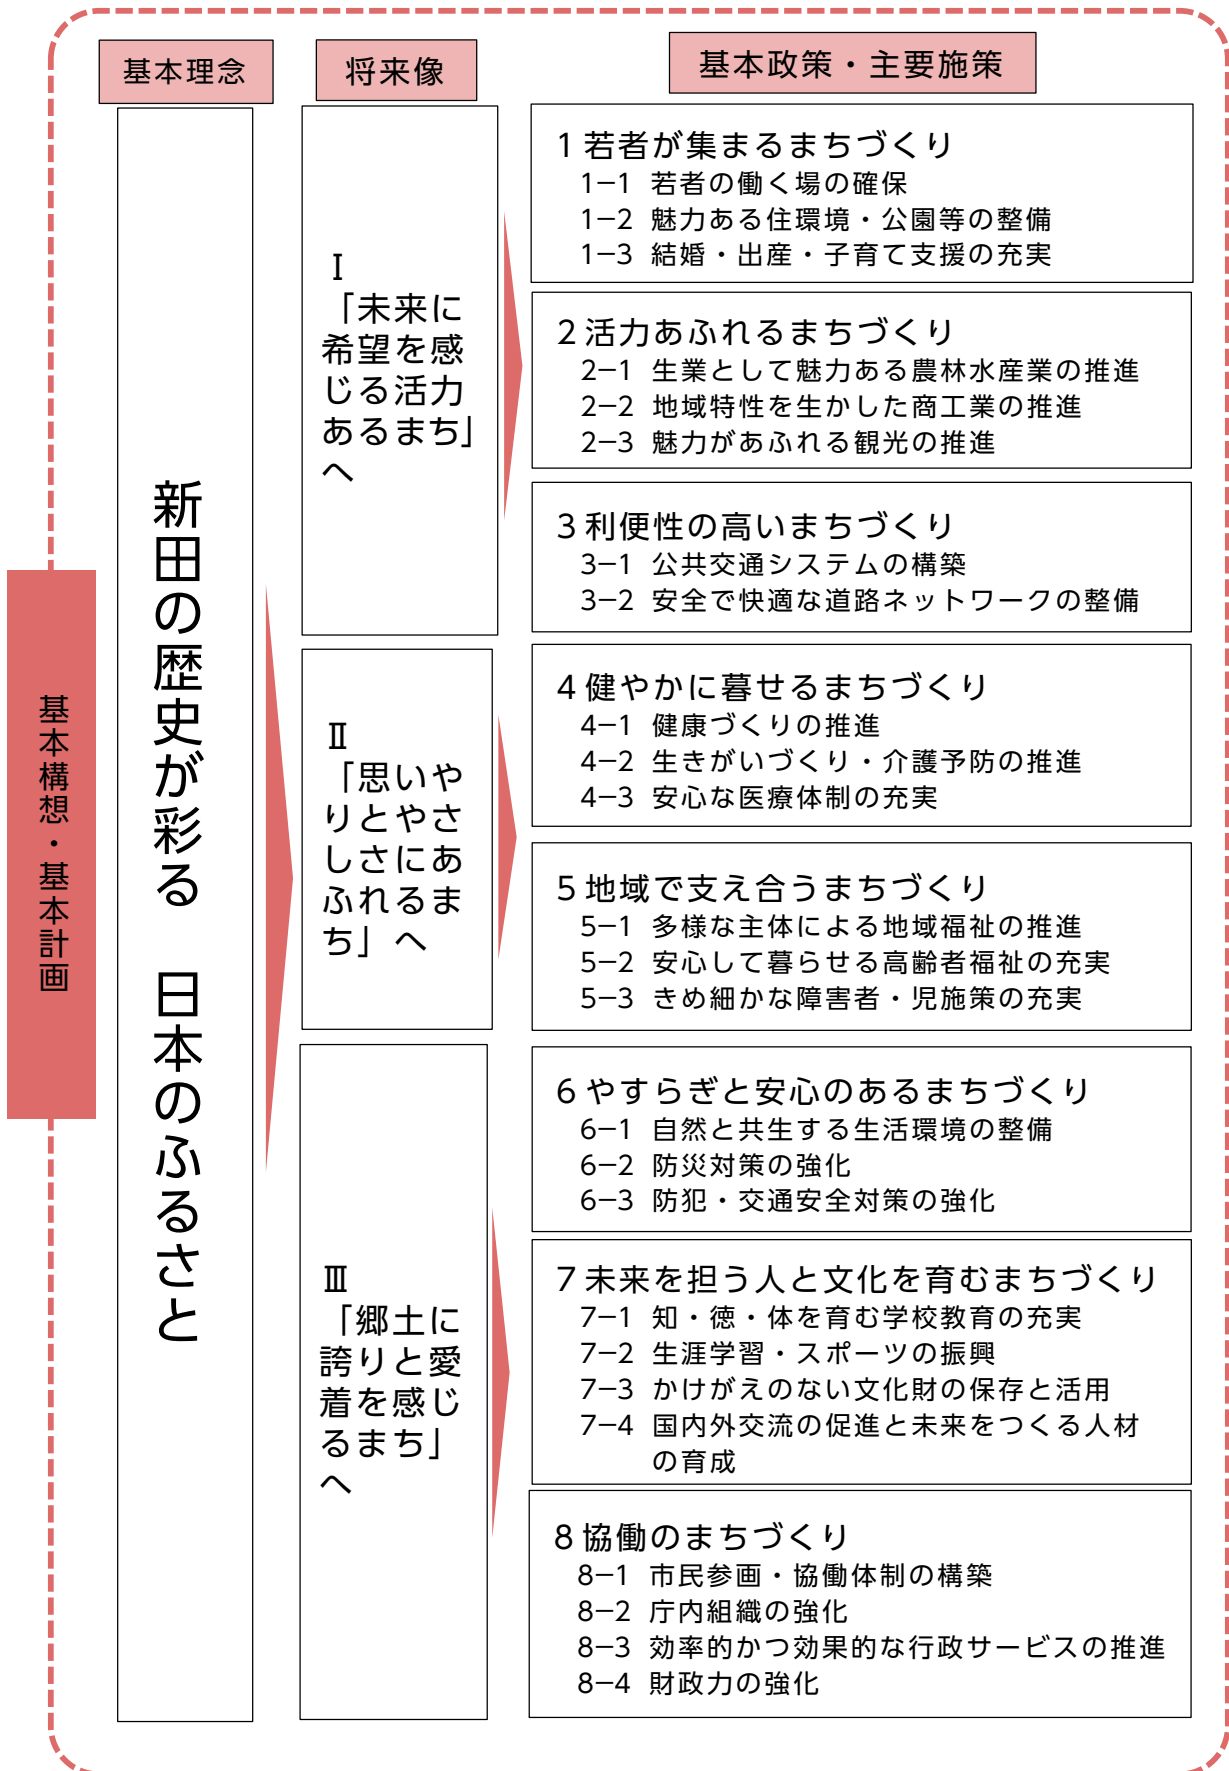 基本理念
将来像
基本政策・主要施策
基本構想・基本計画
新田の歴史が彩る　日本のふるさと
Ⅰ
「未来に
希望を感
じる活力
あるまち」
へ
1 若者が集まるまちづくり
1−1 若者の働く場の確保
1−2 魅力ある住環境・公園等の整備
1−3 結婚・出産・子育て支援の充実
2 活力あふれるまちづくり
2−1 生業として魅力ある農林水産業の推進
2−2 地域特性を生かした商工業の推進
2−3 魅力があふれる観光の推進
3 利便性の高いまちづくり
3−1 公共交通システムの構築
3−2 安全で快適な道路ネットワークの整備
Ⅱ
「思いや
りとやさ
しさにあ
ふれるま
ち」へ
4 健やかに暮せるまちづくり
4−1 健康づくりの推進
4−2 生きがいづくり・介護予防の推進
4−3 安心な医療体制の充実
5 地域で支え合うまちづくり
5−1 多様な主体による地域福祉の推進
5−2 安心して暮らせる高齢者福祉の充実
5−3 きめ細かな障害者・児施策の充実
Ⅲ
「郷土に
誇りと愛
着を感じ
るまち」
へ
6 やすらぎと安心のあるまちづくり
6−1 自然と共生する生活環境の整備
6−2 防災対策の強化
6−3 防犯・交通安全対策の強化
7 未来を担う人と文化を育むまちづくり
7−1 知・徳・体を育む学校教育の充実
7−2 生涯学習・スポーツの振興
7−3 かけがえのない文化財の保存と活用
7−4 国内外交流の促進と未来をつくる人材
の育成
8 協働のまちづくり
8−1 市民参画・協働体制の構築
8−2 庁内組織の強化
8−3 効率的かつ効果的な行政サービスの推進
8−4 財政力の強化